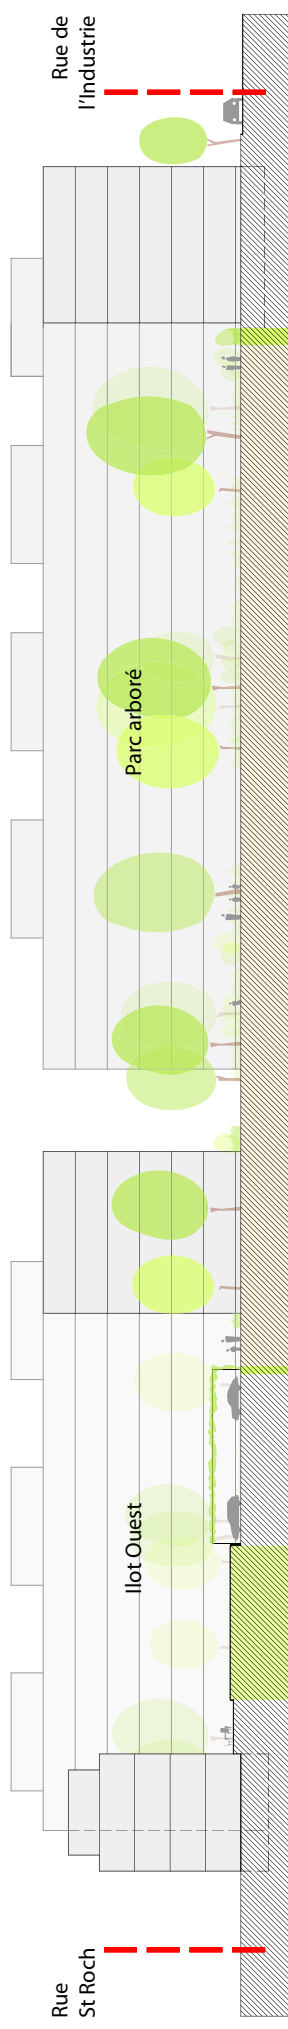 Rue
St Roch
Ilot Ouest
Parc arboré
Rue de
l'Industrie